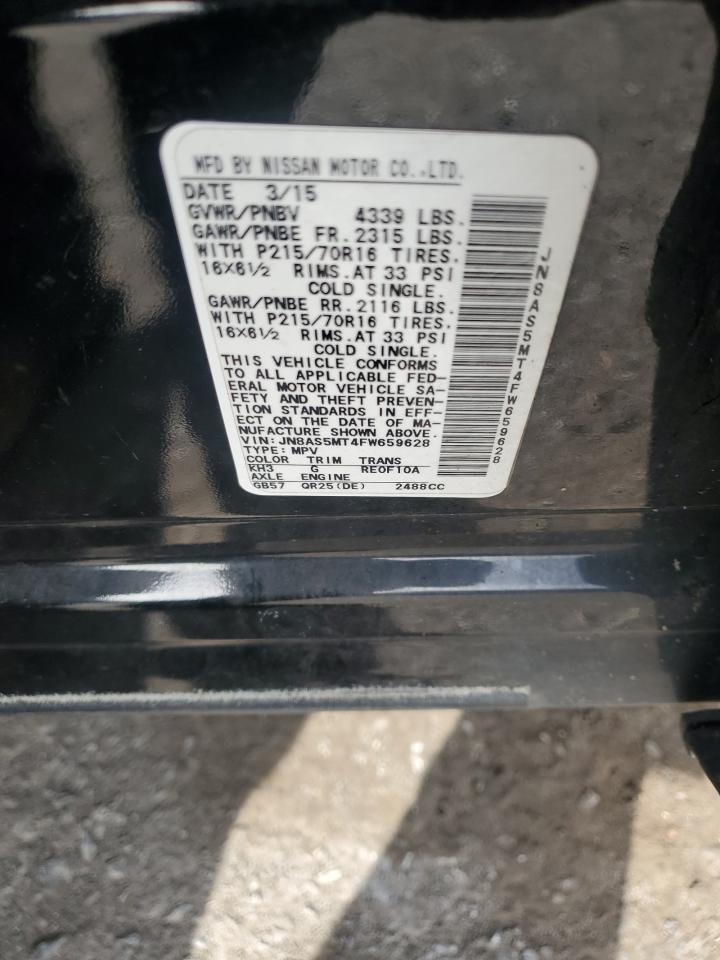 MFD BY NISSAN MOTOR CO.,LTD.
DATE 3/15
GVWR/PNBV 4339 LBS.
GAWR/PNBE FR. 2315 LBS.
WITH P215/70R16 TIRES.
16X6½ RIMS. AT 33 PSI
COLD SINGLE.
GAWR/PNBE RR. 2116 LBS.
WITH P215/70R16 TIRES.
16X6½ RIMS. AT 33 PSI
COLD SINGLE.
THIS VEHICLE CONFORMS
TO ALL APPLICABLE FED-
ERAL MOTOR VEHICLE SA-
FETY AND THEFT PREVEN-
TION STANDARDS IN EFF-
ECT ON THE DATE OF MA-
NUFACTURE SHOWN ABOVE.
VIN: JN8AS5MT4FW659628
TYPE: MPV
COLOR TRIM TRANS
KH3 G RE0F10A
AXLE ENGINE
GB57 QR25(DE) 2488CC
JN8AS5MT4FW659628